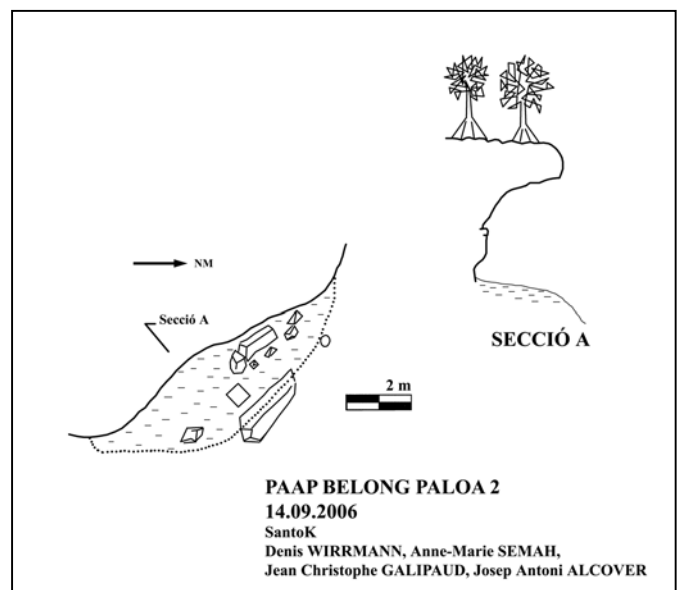 NM
Secció A
SECCIÓ A
2 m
PAAP BELONG PALOA 2
14.09.2006
SantoK
Denis WIRRMANN, Anne-Marie SEMAH,
Jean Christophe GALIPAUD, Josep Antoni ALCOVER